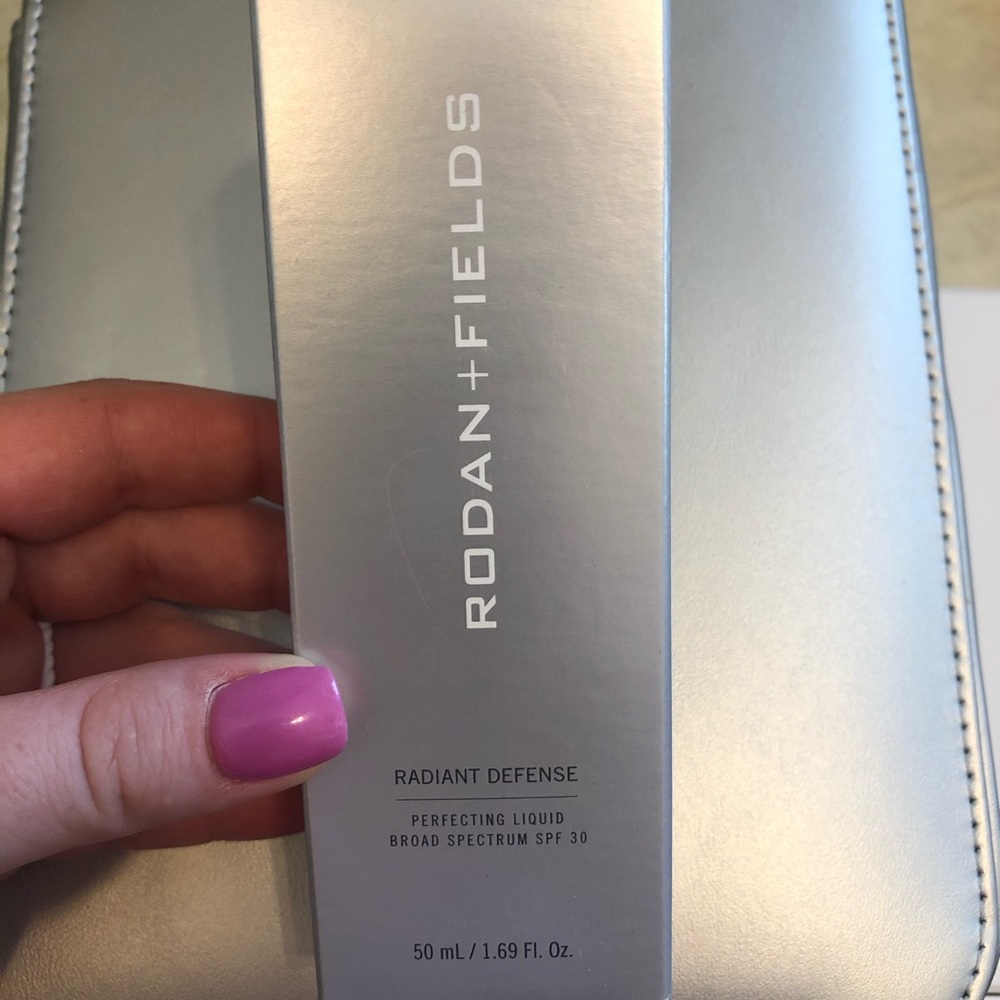 RODAN+FIELDS
RADIANT DEFENSE
PERFECTING LIQUID
BROAD SPECTRUM SPF 30
50 mL / 1.69 Fl. Oz.